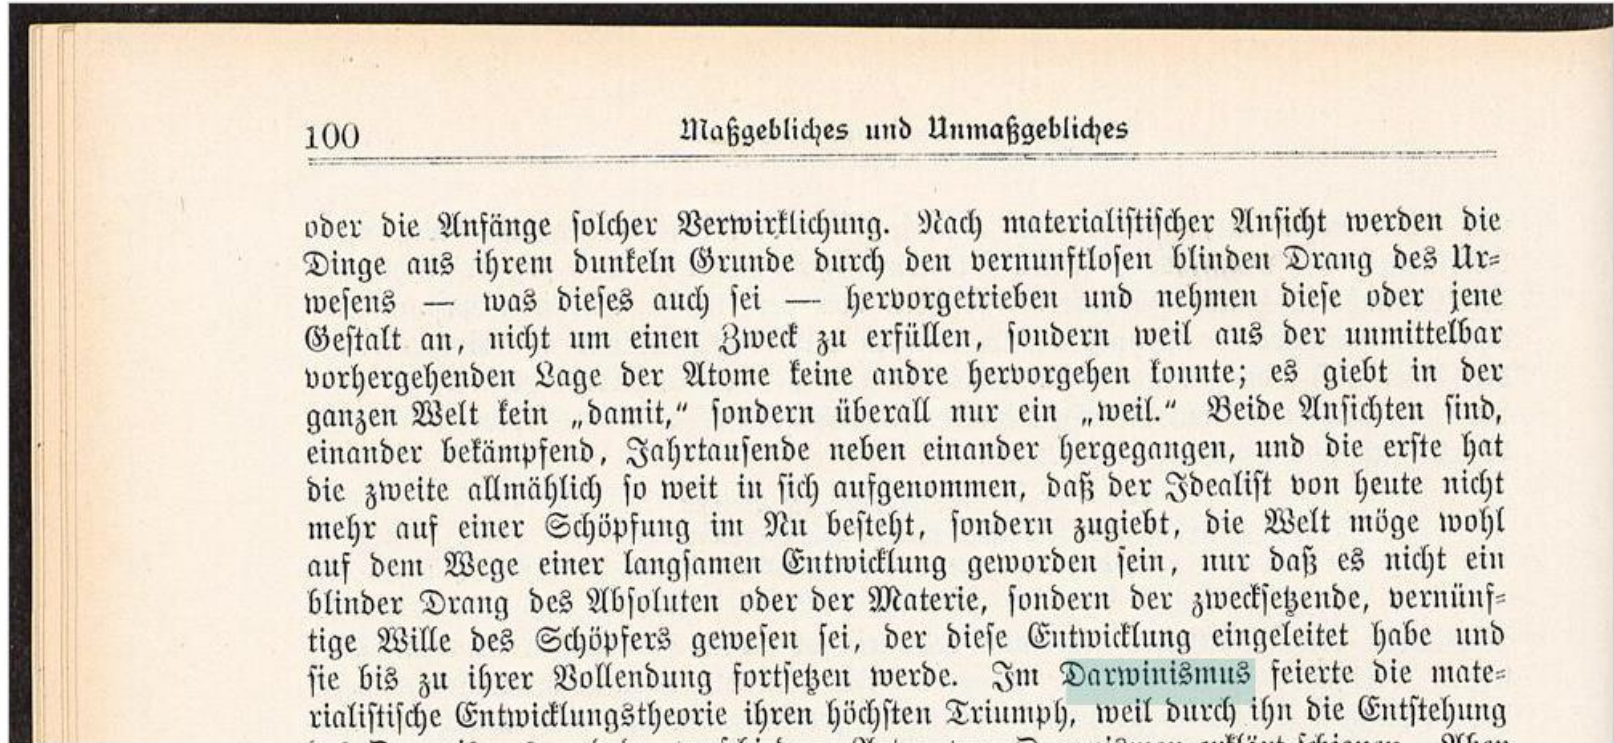 100
Maßgebliches und Unmaßgebliches
oder die Anfänge solcher Verwirklichung. Nach materialistischer Ansicht werden die
Dinge aus ihrem dunkeln Grunde durch den vernunftlosen blinden Drang des Ur-
wesens — was dieses auch sei — hervorgetrieben und nehmen diese oder jene
Gestalt an, nicht um einen Zweck zu erfüllen, sondern weil aus der unmittelbar
vorhergehenden Lage der Atome keine andre hervorgehen konnte; es giebt in der
ganzen Welt kein „damit,“ sondern überall nur ein „weil.“ Beide Ansichten sind,
einander bekämpfend, Jahrtausende neben einander hergegangen, und die erste hat
die zweite allmählich so weit in sich aufgenommen, daß der Idealist von heute nicht
mehr auf einer Schöpfung im Nu besteht, sondern zugiebt, die Welt möge wohl
auf dem Wege einer langsamen Entwicklung geworden sein, nur daß es nicht ein
blinder Drang des Absoluten oder der Materie, sondern der zwecksetzende, vernünf-
tige Wille des Schöpfers gewesen sei, der diese Entwicklung eingeleitet habe und
sie bis zu ihrer Vollendung fortsetzen werde. Im Darwinismus feierte die mate-
rialistische Entwicklungstheorie ihren höchsten Triumph, weil durch ihn die Entstehung